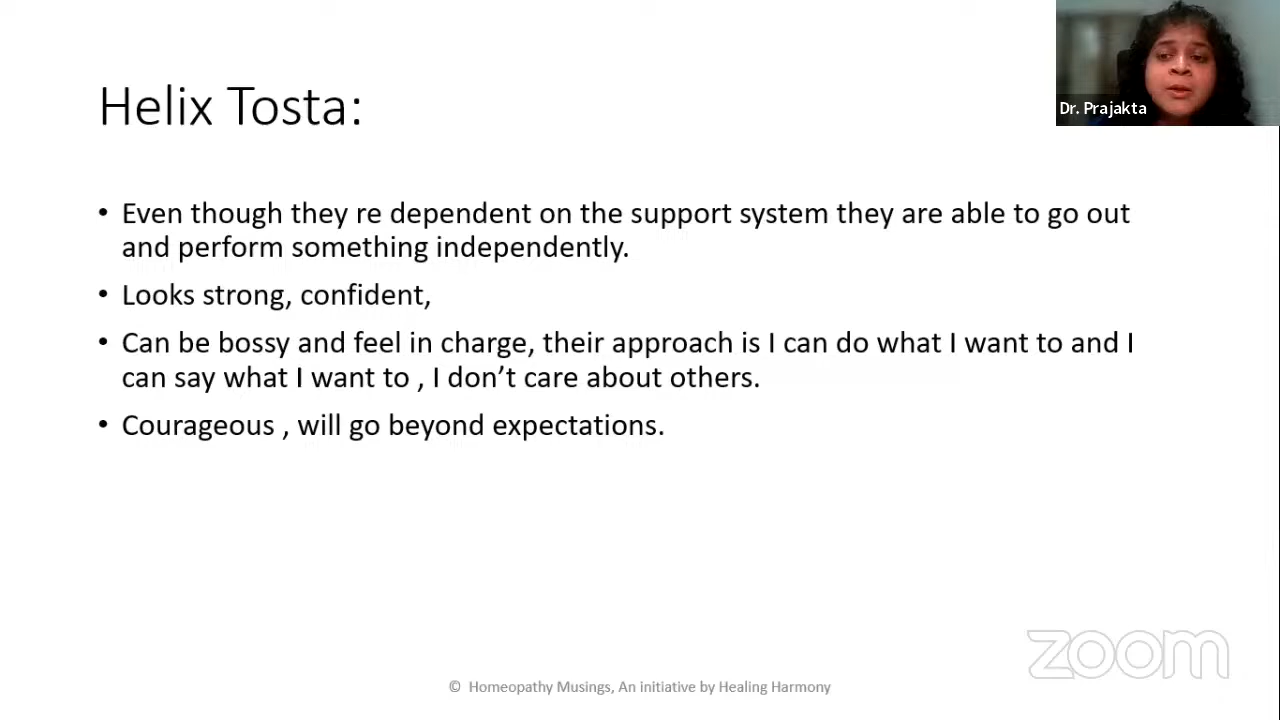 Dr. Prajakta
Helix Tosta:
• Even though they re dependent on the support system they are able to go out
and perform something independently.
• Looks strong, confident,
• Can be bossy and feel in charge, their approach is I can do what I want to and I
can say what I want to , I don’t care about others.
• Courageous , will go beyond expectations.
zoom
© Homeopathy Musings, An initiative by Healing Harmony